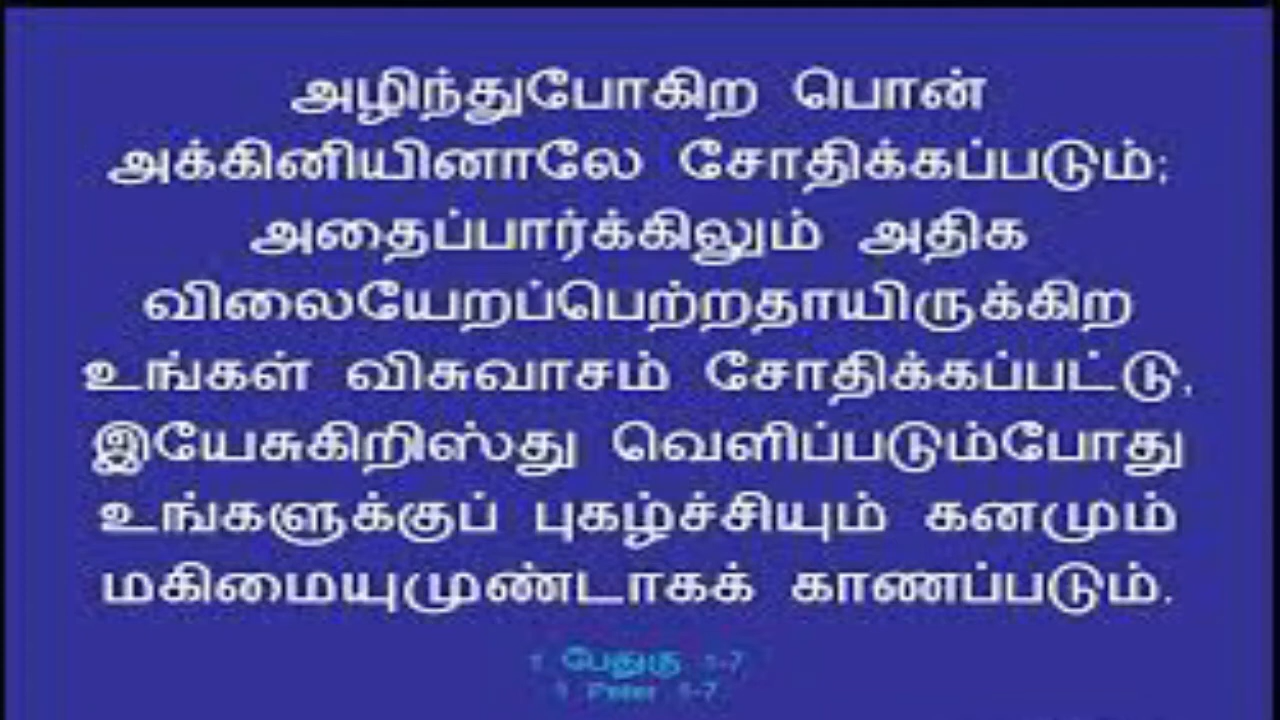 அழிந்துபோகிற பொன்
அக்கினியினாலே சோதிக்கப்படும்;
அதைப்பார்க்கிலும் அதிக
விலையேறப்பெற்றதாயிருக்கிற
உங்கள் விசுவாசம் சோதிக்கப்பட்டு,
இயேசுகிறிஸ்து வெளிப்படும்போது
உங்களுக்குப் புகழ்ச்சியும் கனமும்
மகிமையுமுண்டாகக் காணப்படும்.
1 பேதுரு 1-7
1 Peter 1-7